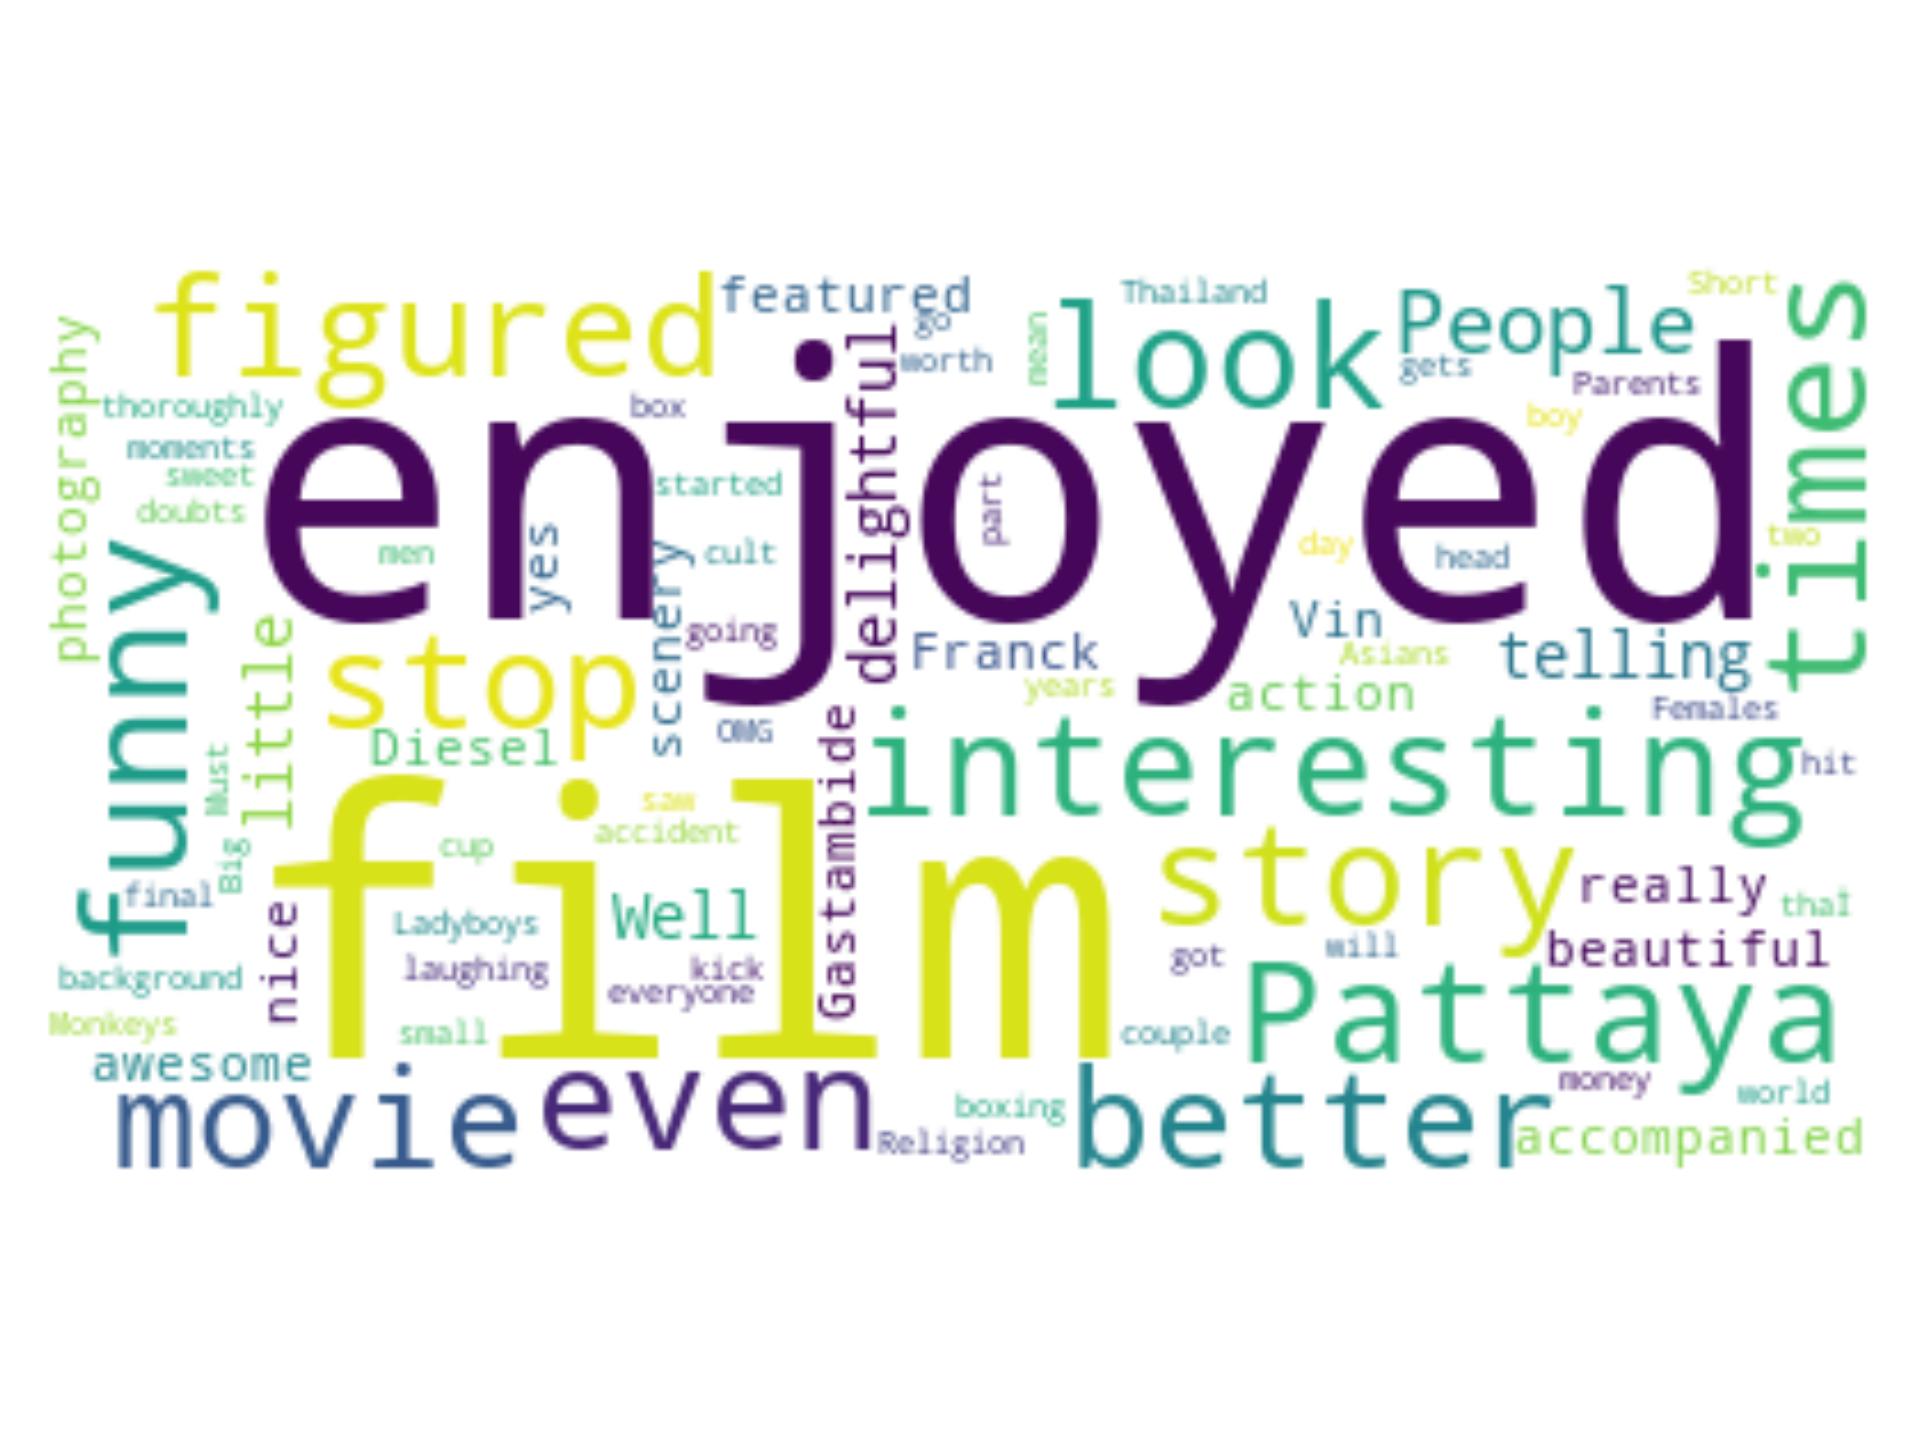 figured
featured
go
Thailand
Short
look
People
mean
worth
gets
Parents
times
photography
thoroughly
box
boy
moments
sweet
doubts
enjoyed
started
delightful
part
men
yes
cult
day
head
two
scenery
going
Vin
funny
little
stop
Franck
Asians
telling
years
action
Females
OMG
Diesel
interesting
hit
Must
saw
accident
Gastambide
cup
Big
film
story
final
really
thai
nice
Ladyboys
Well
got
will
beautiful
background
laughing
kick
everyone
Monkeys
small
couple
Pattaya
awesome
movie
even
boxing
Religion
better
money
world
accompanied